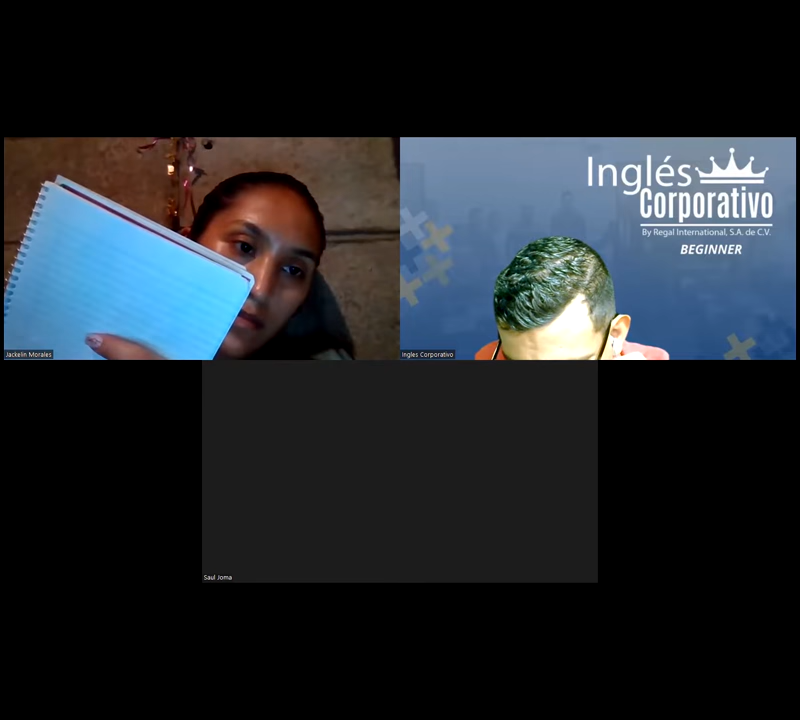 Inglés
Corporativo
By Regal International, S.A. de C.V.
BEGINNER
Jackelin Morales
Ingles Corporativo
Saul Joma